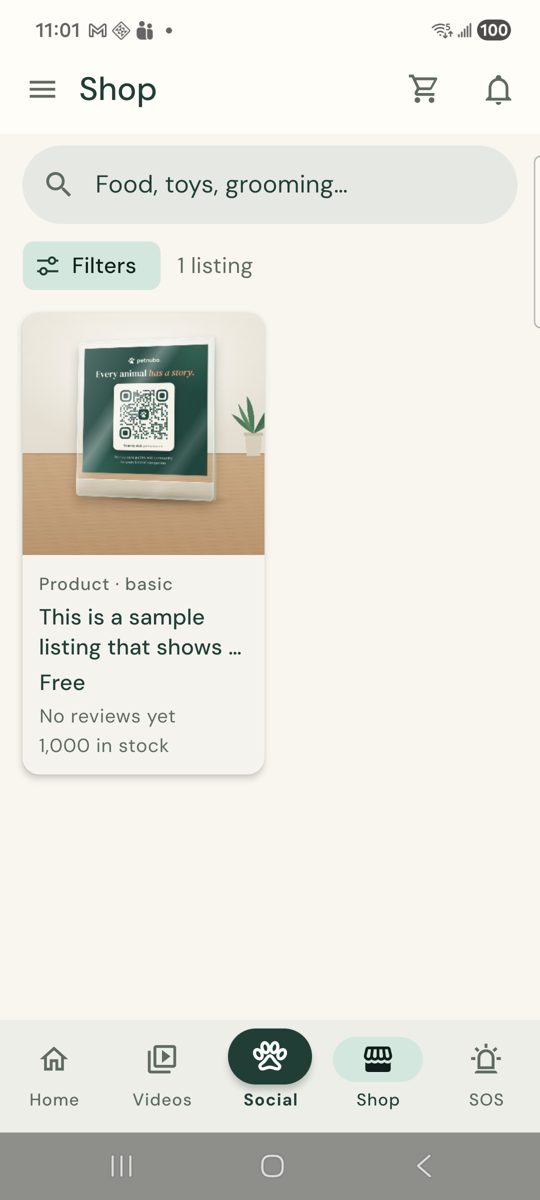 11:01
100
Shop
Food, toys, grooming...
Filters
1 listing
petnubo
Every animal has a story.
Product · basic
This is a sample
listing that shows ...
Free
No reviews yet
1,000 in stock
Home
Videos
Social
Shop
SOS